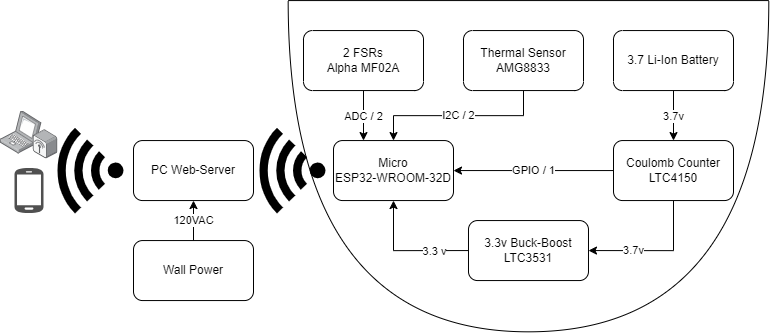 2 FSRs
Alpha MF02A
Thermal Sensor
AMG8833
3.7 Li-Ion Battery
ADC / 2
I2C / 2
3.7v
PC Web-Server
Micro
ESP32-WROOM-32D
GPIO / 1
Coulomb Counter
LTC4150
120VAC
Wall Power
3.3 v
3.3v Buck-Boost
LTC3531
3.7v